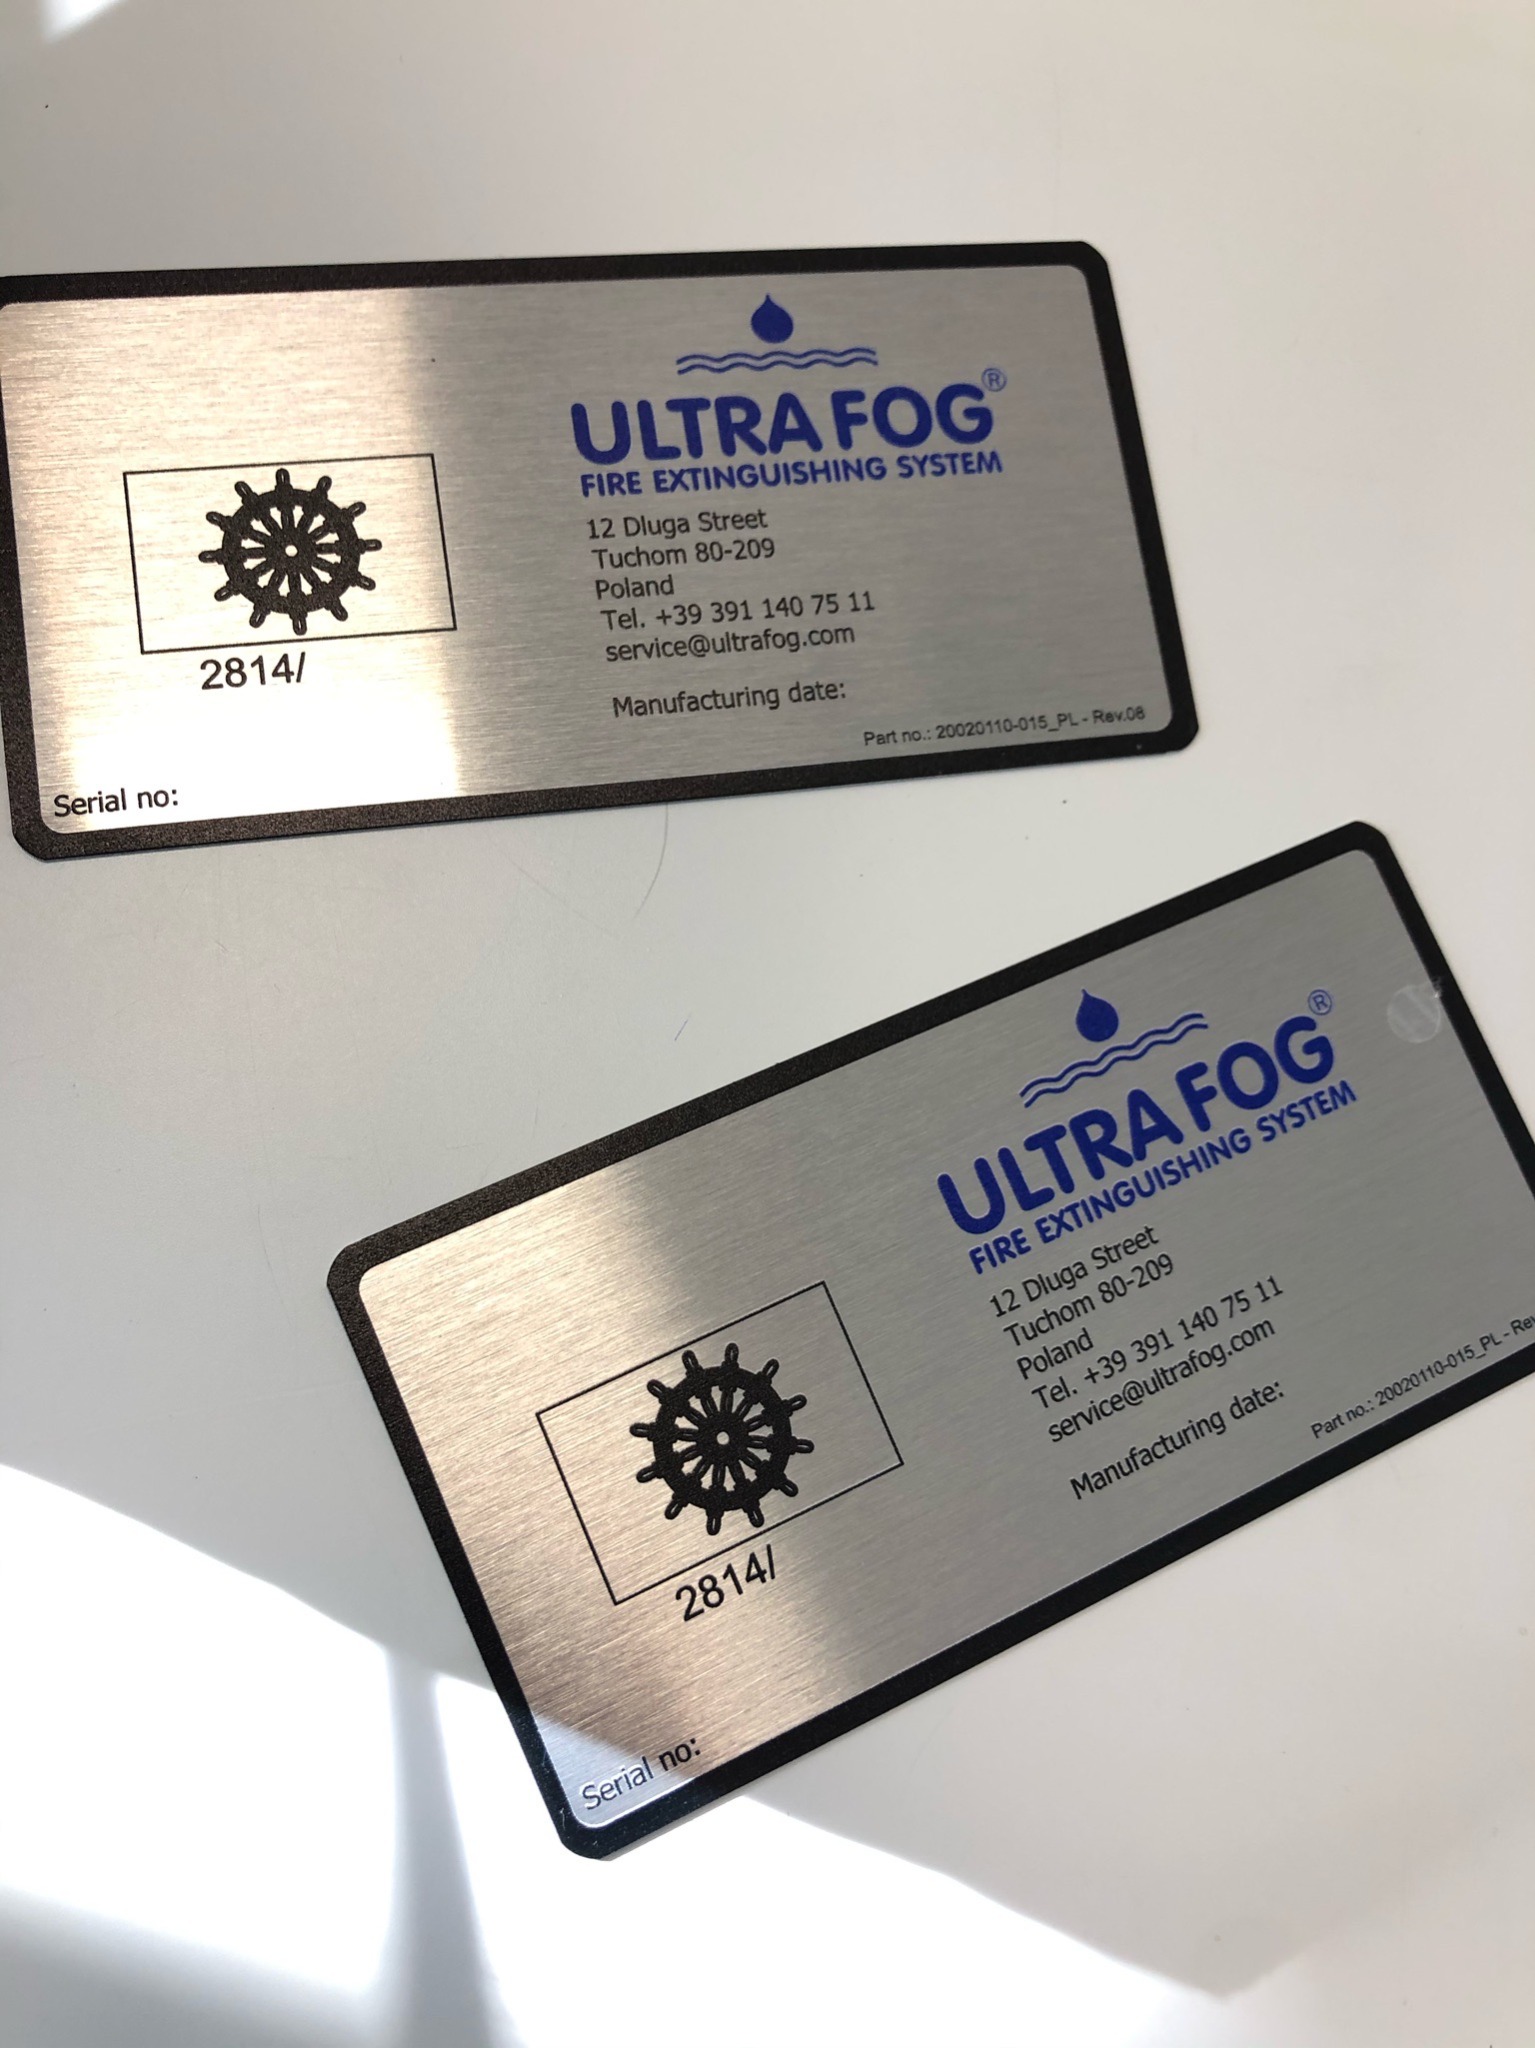 ULTRA FOG®
FIRE EXTINGUISHING SYSTEM
12 Dluga Street
Tuchom 80-209
Poland
Tel. +39 391 140 75 11
service@ultrafog.com
Manufacturing date:
Part no.: 20020110-015_PL - Rev.06
2814/
Serial no:
ULTRA FOG®
FIRE EXTINGUISHING SYSTEM
12 Dluga Street
Tuchom 80-209
Poland
Tel. +39 391 140 75 11
service@ultrafog.com
Manufacturing date:
Part no.: 20020110-015_PL - Rev
2814/
Serial no: